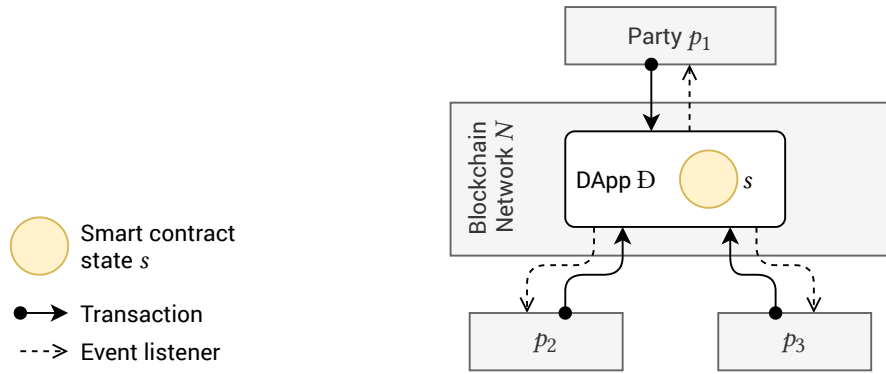 Party p₁
Blockchain
Network N
DApp Đ
s
Smart contract
state s
Transaction
Event listener
p₂
p₃